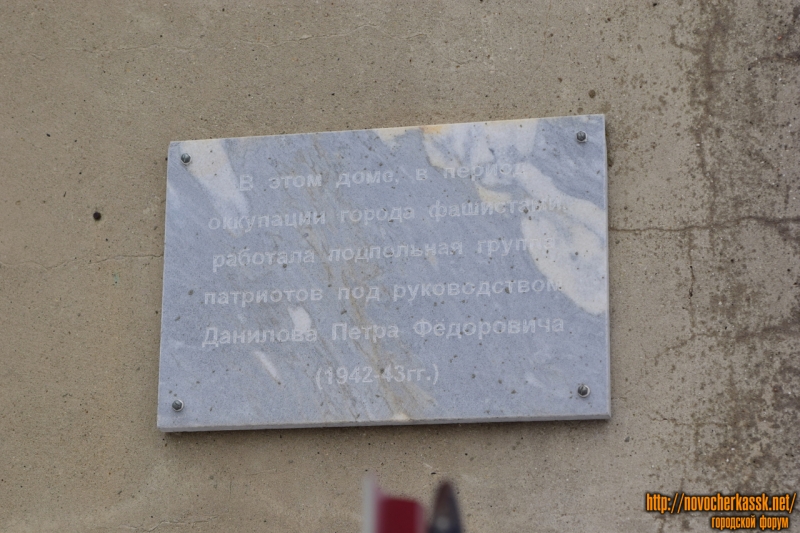 В этом доме, в период
оккупации города фашистами
работала подпольная группа
патриотов под руководством
Данилова Петра Федоровича
(1942-43гг.)
http://novocherkassk.net/
городской форум